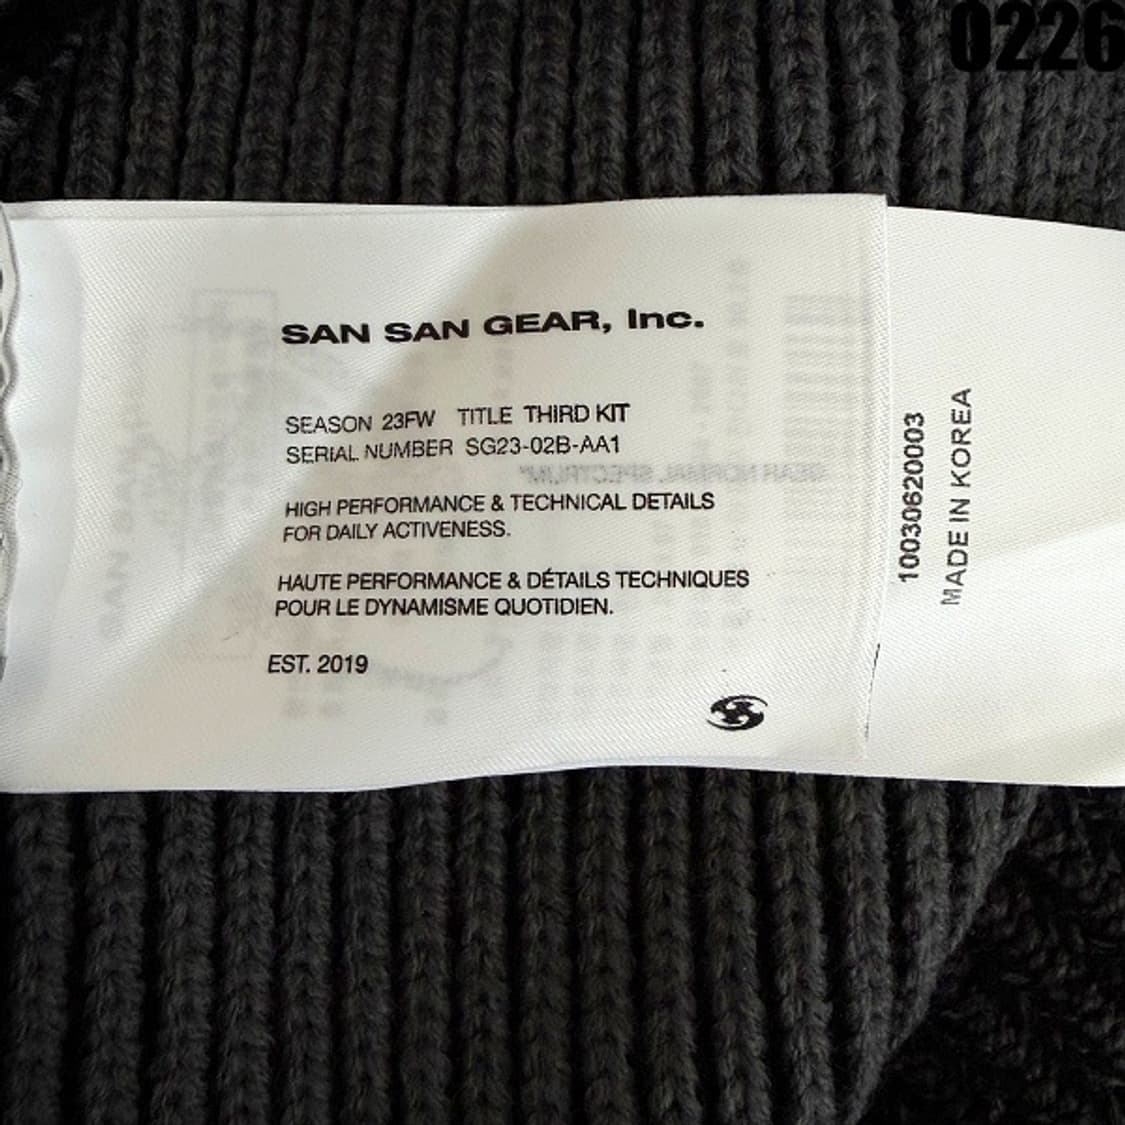 0226
SAN SAN GEAR, Inc.
SEASON 23FW TITLE THIRD KIT
SERIAL NUMBER SG23-02B-AA1
HIGH PERFORMANCE & TECHNICAL DETAILS
FOR DAILY ACTIVENESS.
HAUTE PERFORMANCE & DÉTAILS TECHNIQUES
POUR LE DYNAMISME QUOTIDIEN.
EST. 2019
10030620003
MADE IN KOREA